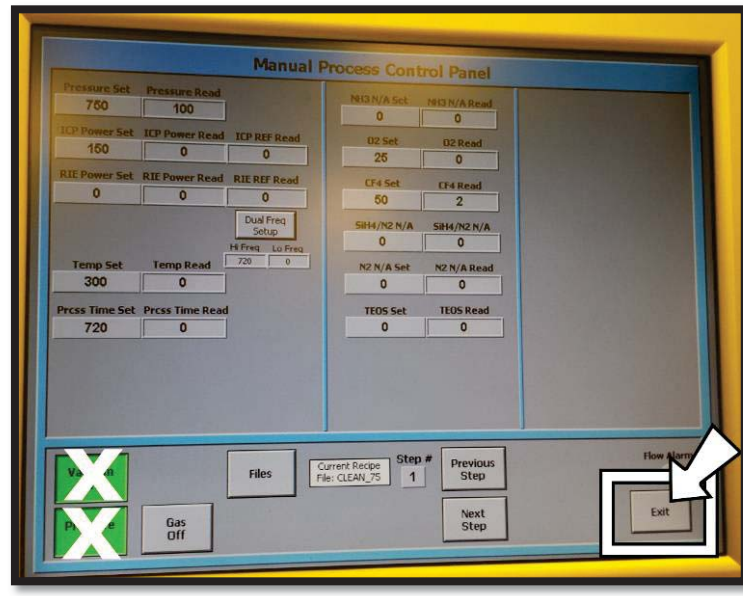 Manual Process Control Panel
Pressure Set Pressure Read
750 100
ICP Power Set ICP Power Read ICP REF Read
150 0 0
RIE Power Set RIE Power Read RIE REF Read
0 0 0
Dual Freq
Setup
Hi Freq Lo Freq
720 0
Temp Set Temp Read
300 0
Prcss Time Set Prcss Time Read
720 0
NH3 N/A Set NH3 N/A Read
0 0
O2 Set O2 Read
25 0
CF4 Set CF4 Read
50 2
SiH4/N2 N/A SiH4/N2 N/A
0 0
N2 N/A Set N2 N/A Read
0 0
TEOS Set TEOS Read
0 0
Files
Current Recipe
File: CLEAN_75
Step #
1
Previous
Step
Flow Alarm
Gas
Off
Next
Step
Exit